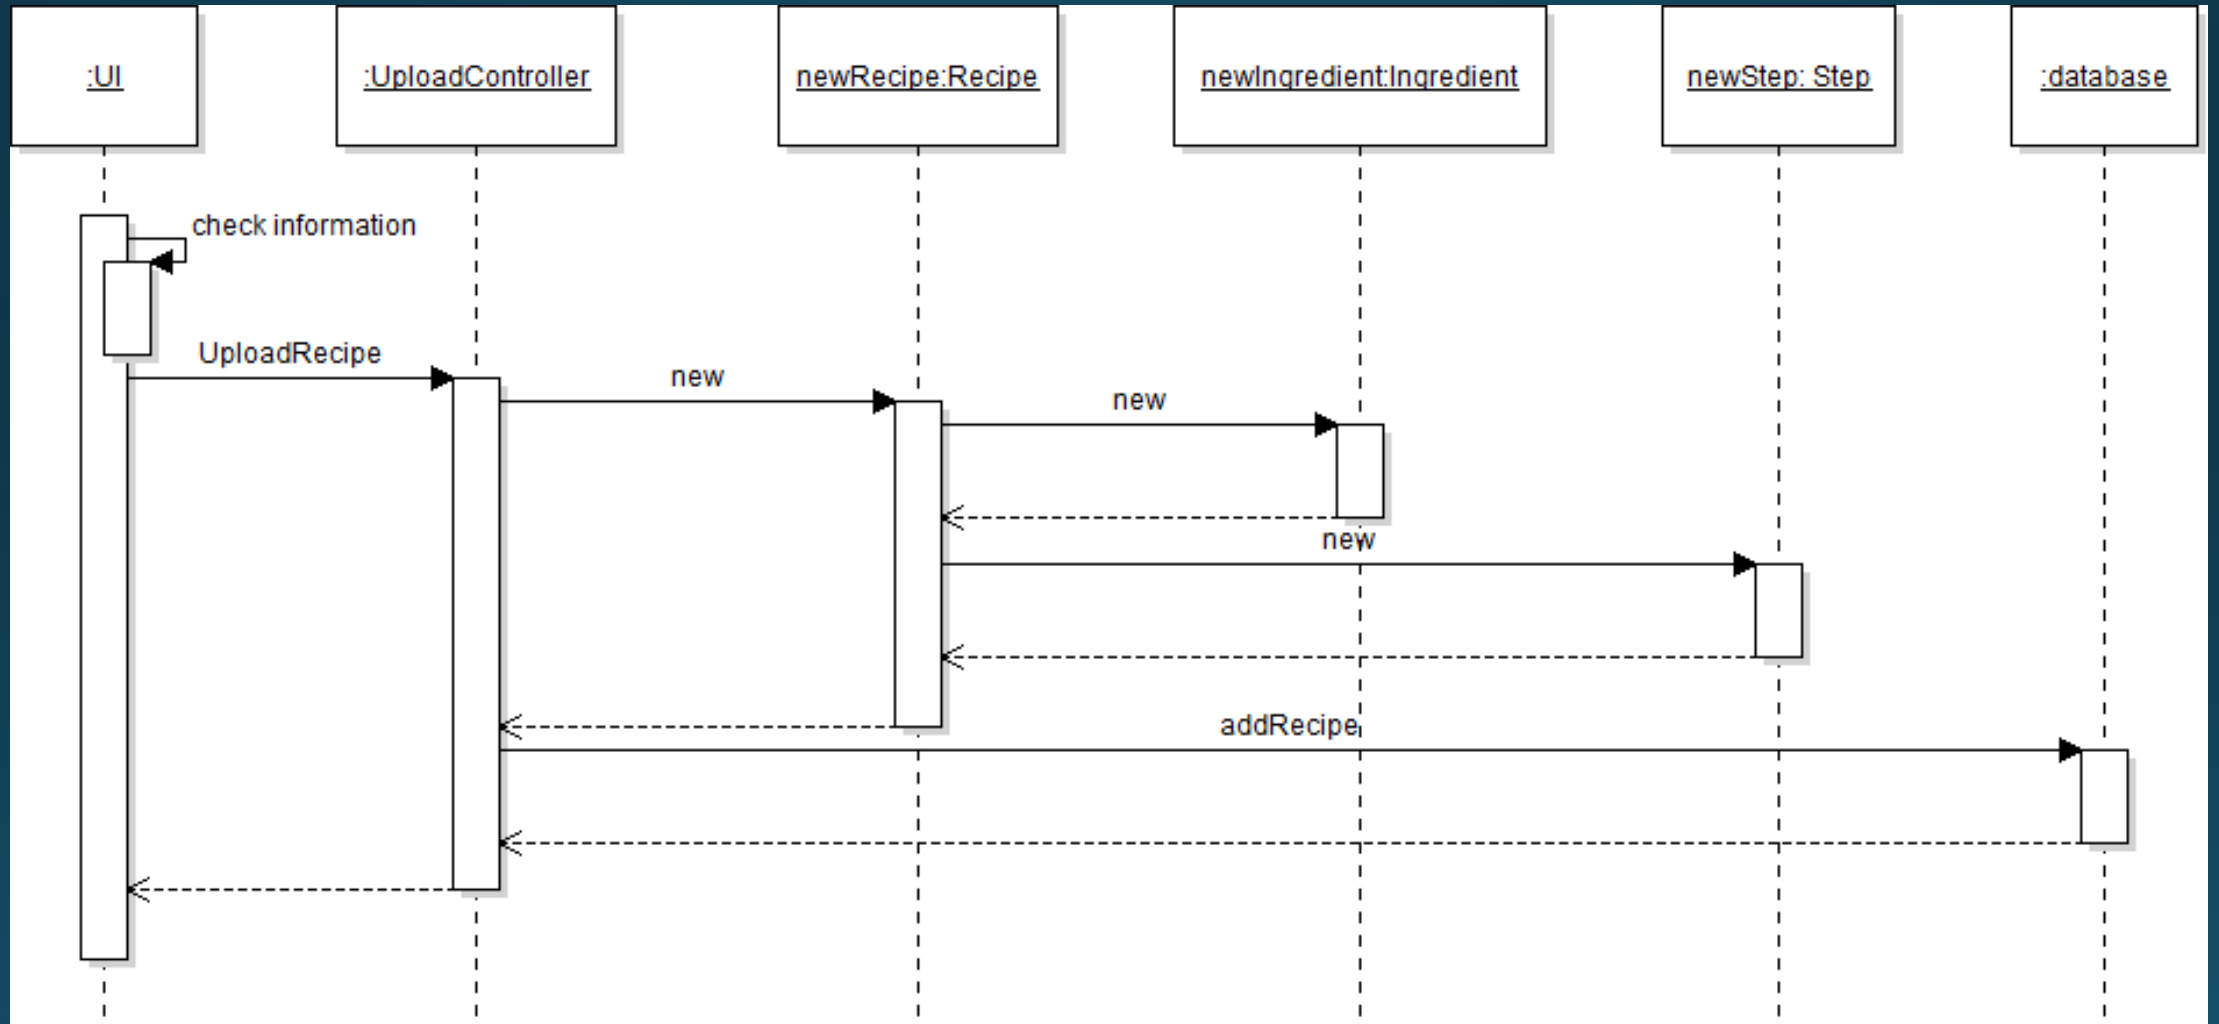 :UI
:UploadController
newRecipe:Recipe
newIngredient:Ingredient
newStep: Step
:database
check information
UploadRecipe
new
new
new
addRecipe